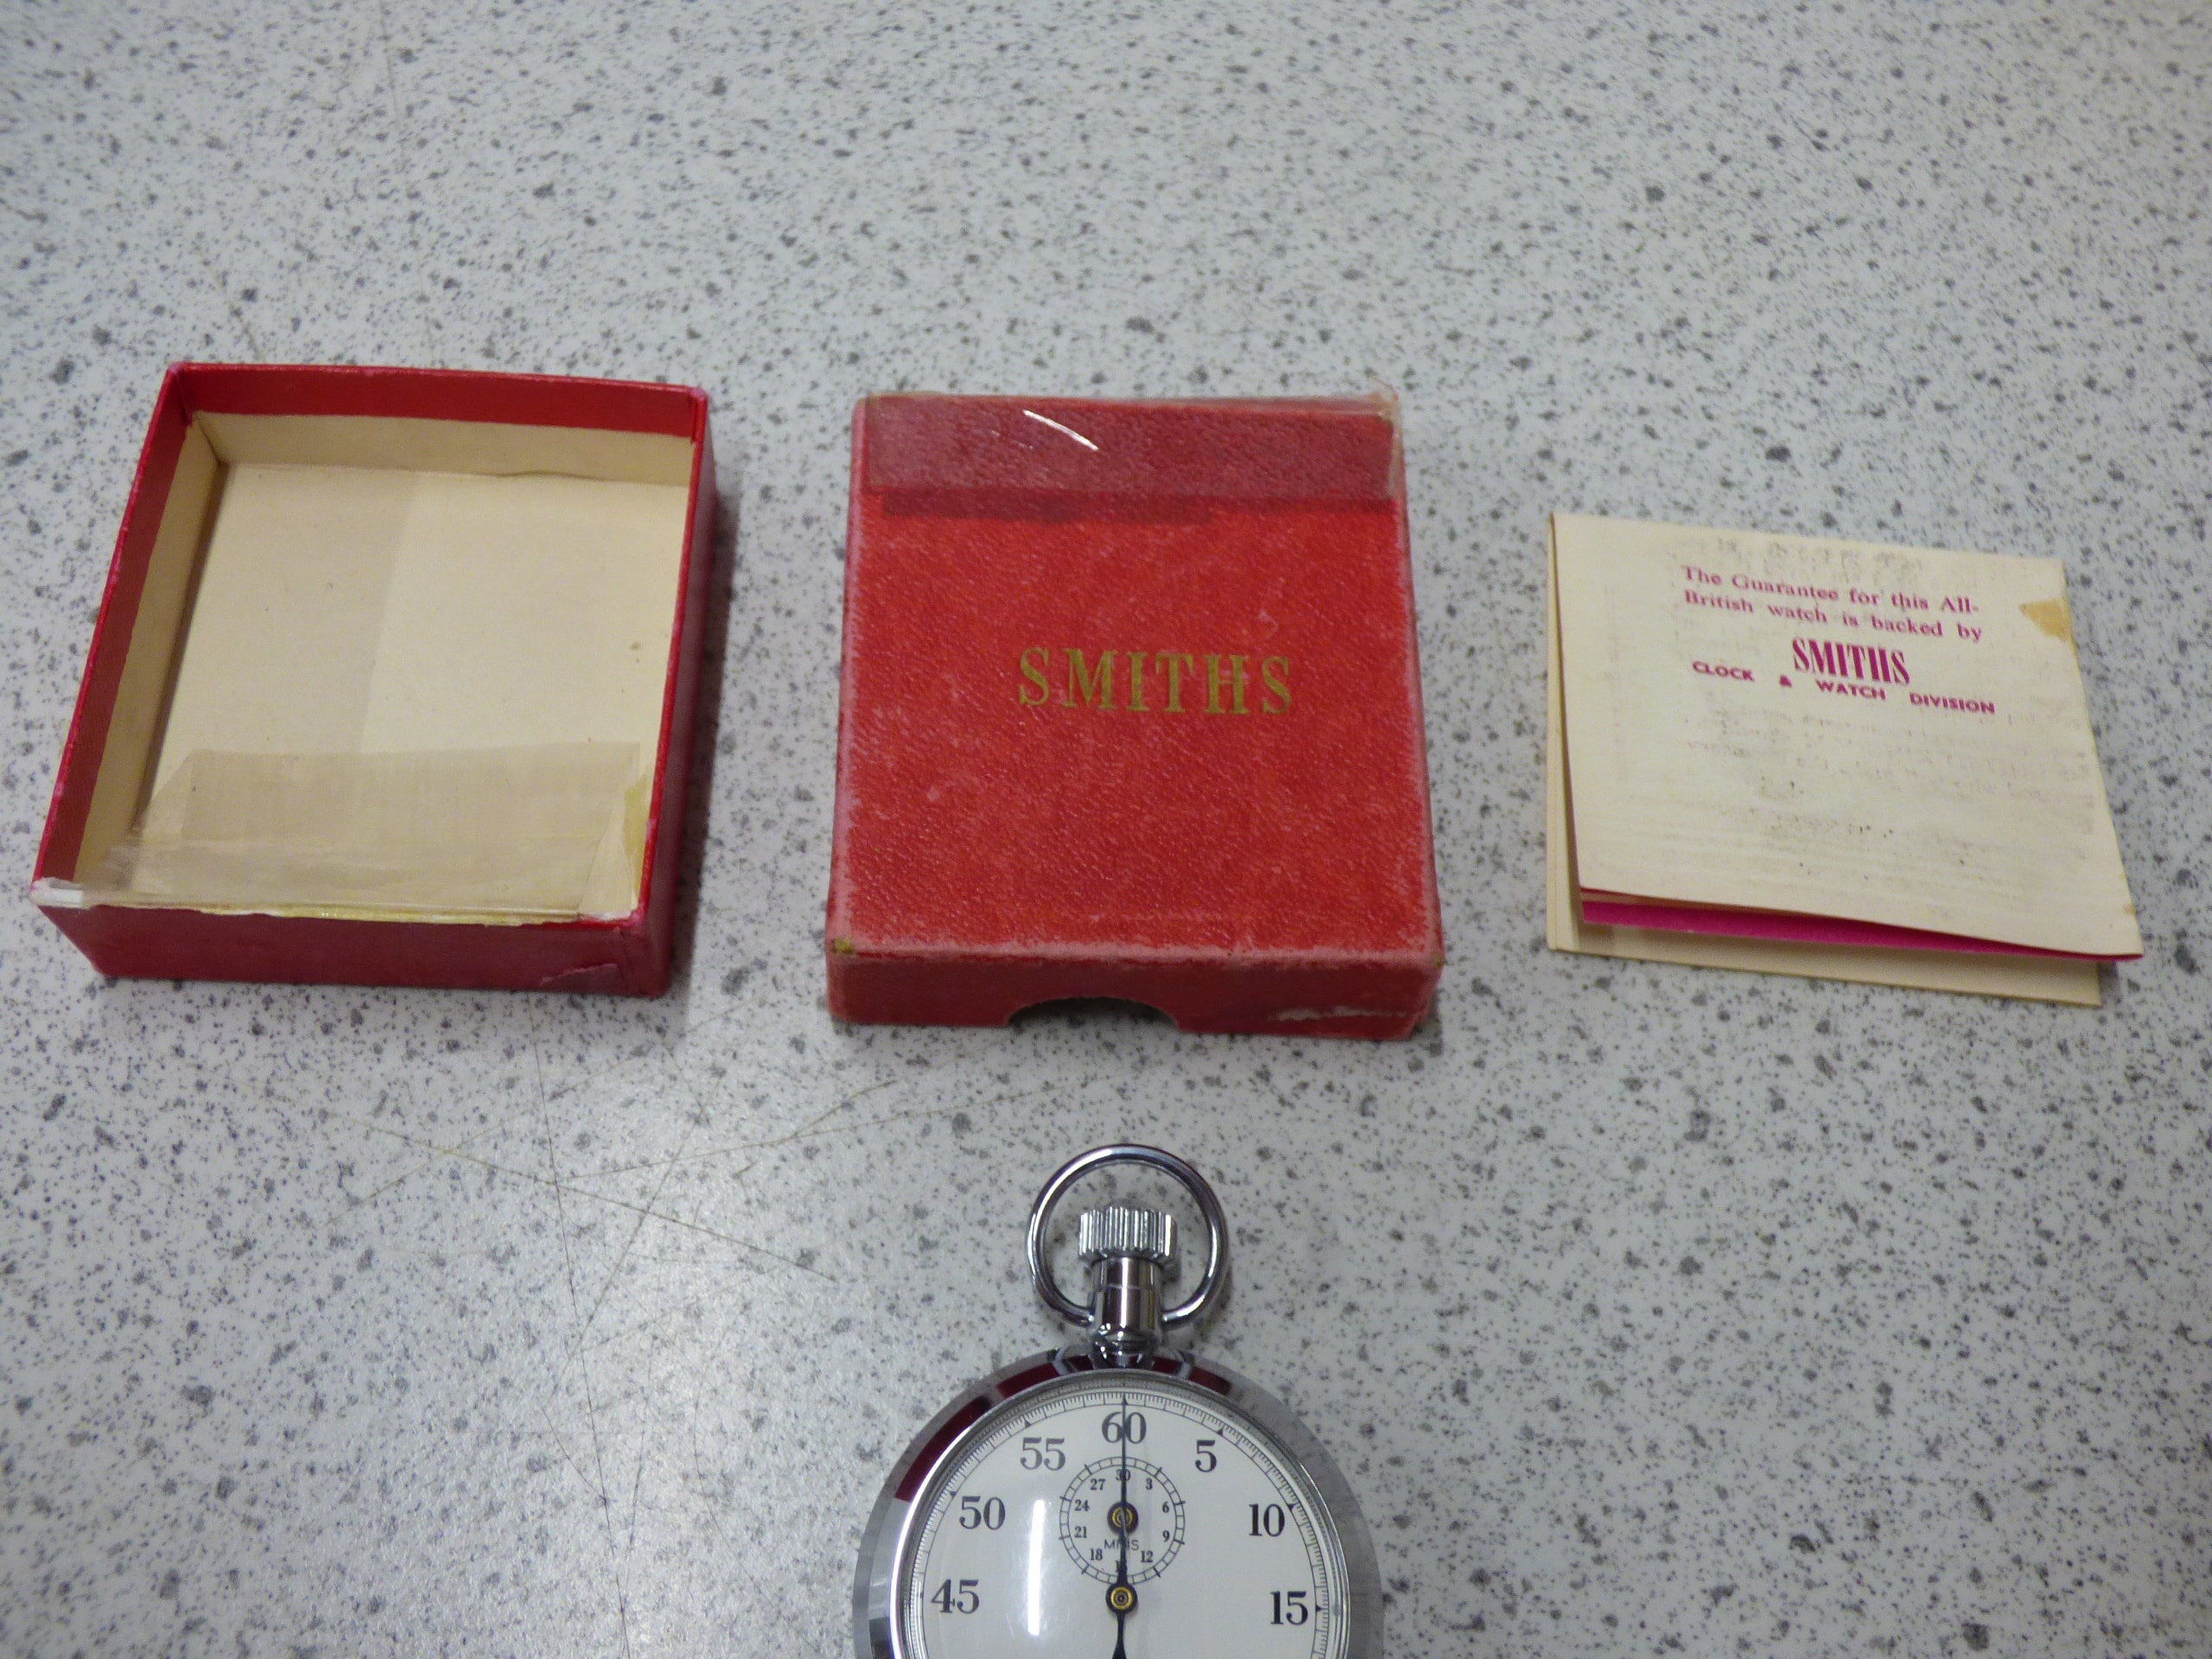 SMITHS
The Guarantee for this All-
British watch is backed by
SMITHS
CLOCK & WATCH DIVISION
60
55
5
50
10
45
15
30
27
3
24
6
21
9
MINS
18
12